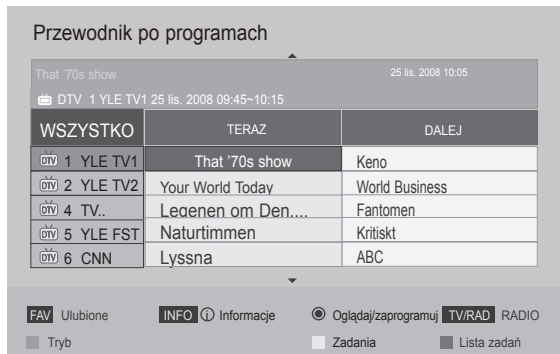 Przewodnik po programach
That '70s show 25 lis. 2008 10:05
DTV 1 YLE TV1 25 lis. 2008 09:45~10:15
WSZYSTKO TERAZ DALEJ
DTV 1 YLE TV1 That '70s show Keno
DTV 2 YLE TV2 Your World Today World Business
DTV 4 TV.. Legenen om Den.... Fantomen
DTV 5 YLE FST Naturtimmen Kritiskt
DTV 6 CNN Lyssna ABC
FAV Ulubione INFO i Informacje Oglądaj/zaprogramuj TV/RAD RADIO
Tryb Zadania Lista zadań